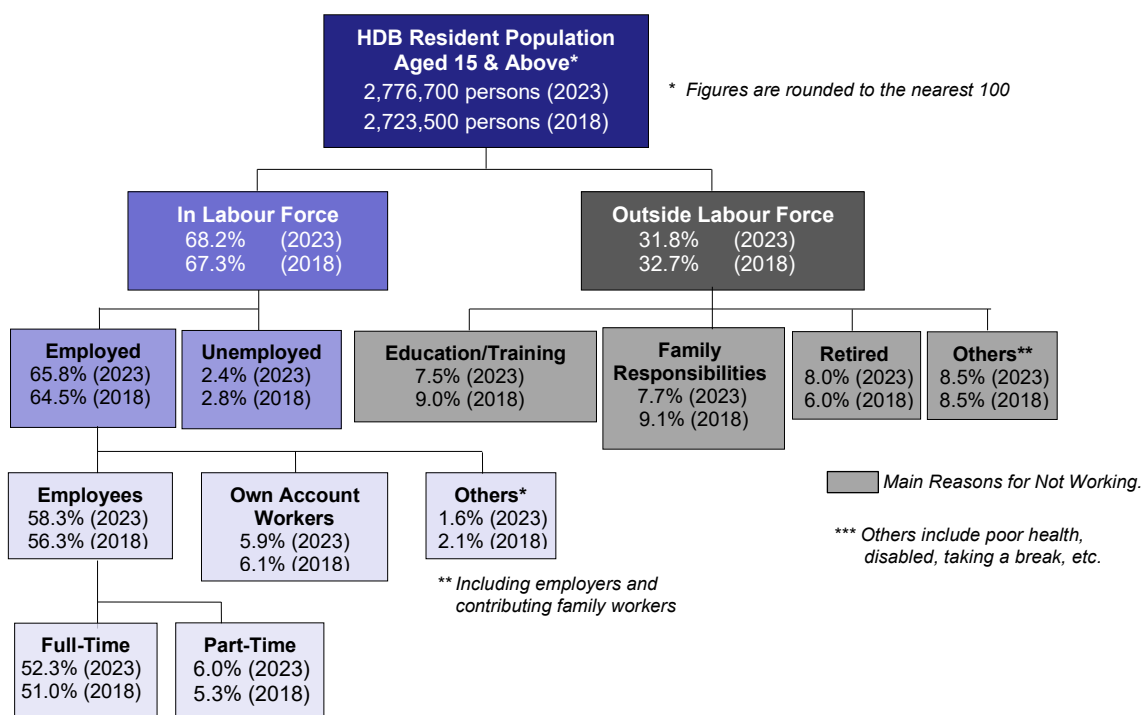 HDB Resident Population
Aged 15 & Above*
2,776,700 persons (2023)
2,723,500 persons (2018)
* Figures are rounded to the nearest 100
In Labour Force
68.2% (2023)
67.3% (2018)
Outside Labour Force
31.8% (2023)
32.7% (2018)
Employed
65.8% (2023)
64.5% (2018)
Unemployed
2.4% (2023)
2.8% (2018)
Education/Training
7.5% (2023)
9.0% (2018)
Family
Responsibilities
7.7% (2023)
9.1% (2018)
Retired
8.0% (2023)
6.0% (2018)
Others**
8.5% (2023)
8.5% (2018)
Employees
58.3% (2023)
56.3% (2018)
Own Account
Workers
5.9% (2023)
6.1% (2018)
Others*
1.6% (2023)
2.1% (2018)
Main Reasons for Not Working.
*** Others include poor health,
disabled, taking a break, etc.
** Including employers and
contributing family workers
Full-Time
52.3% (2023)
51.0% (2018)
Part-Time
6.0% (2023)
5.3% (2018)